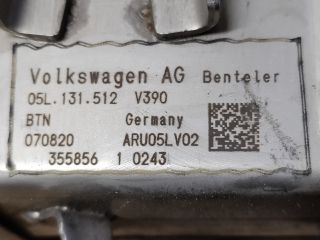 Volkswagen AG Benteler
05L.131.512 V390
BTN Germany
070820 ARU05LV02
355856 1 0243